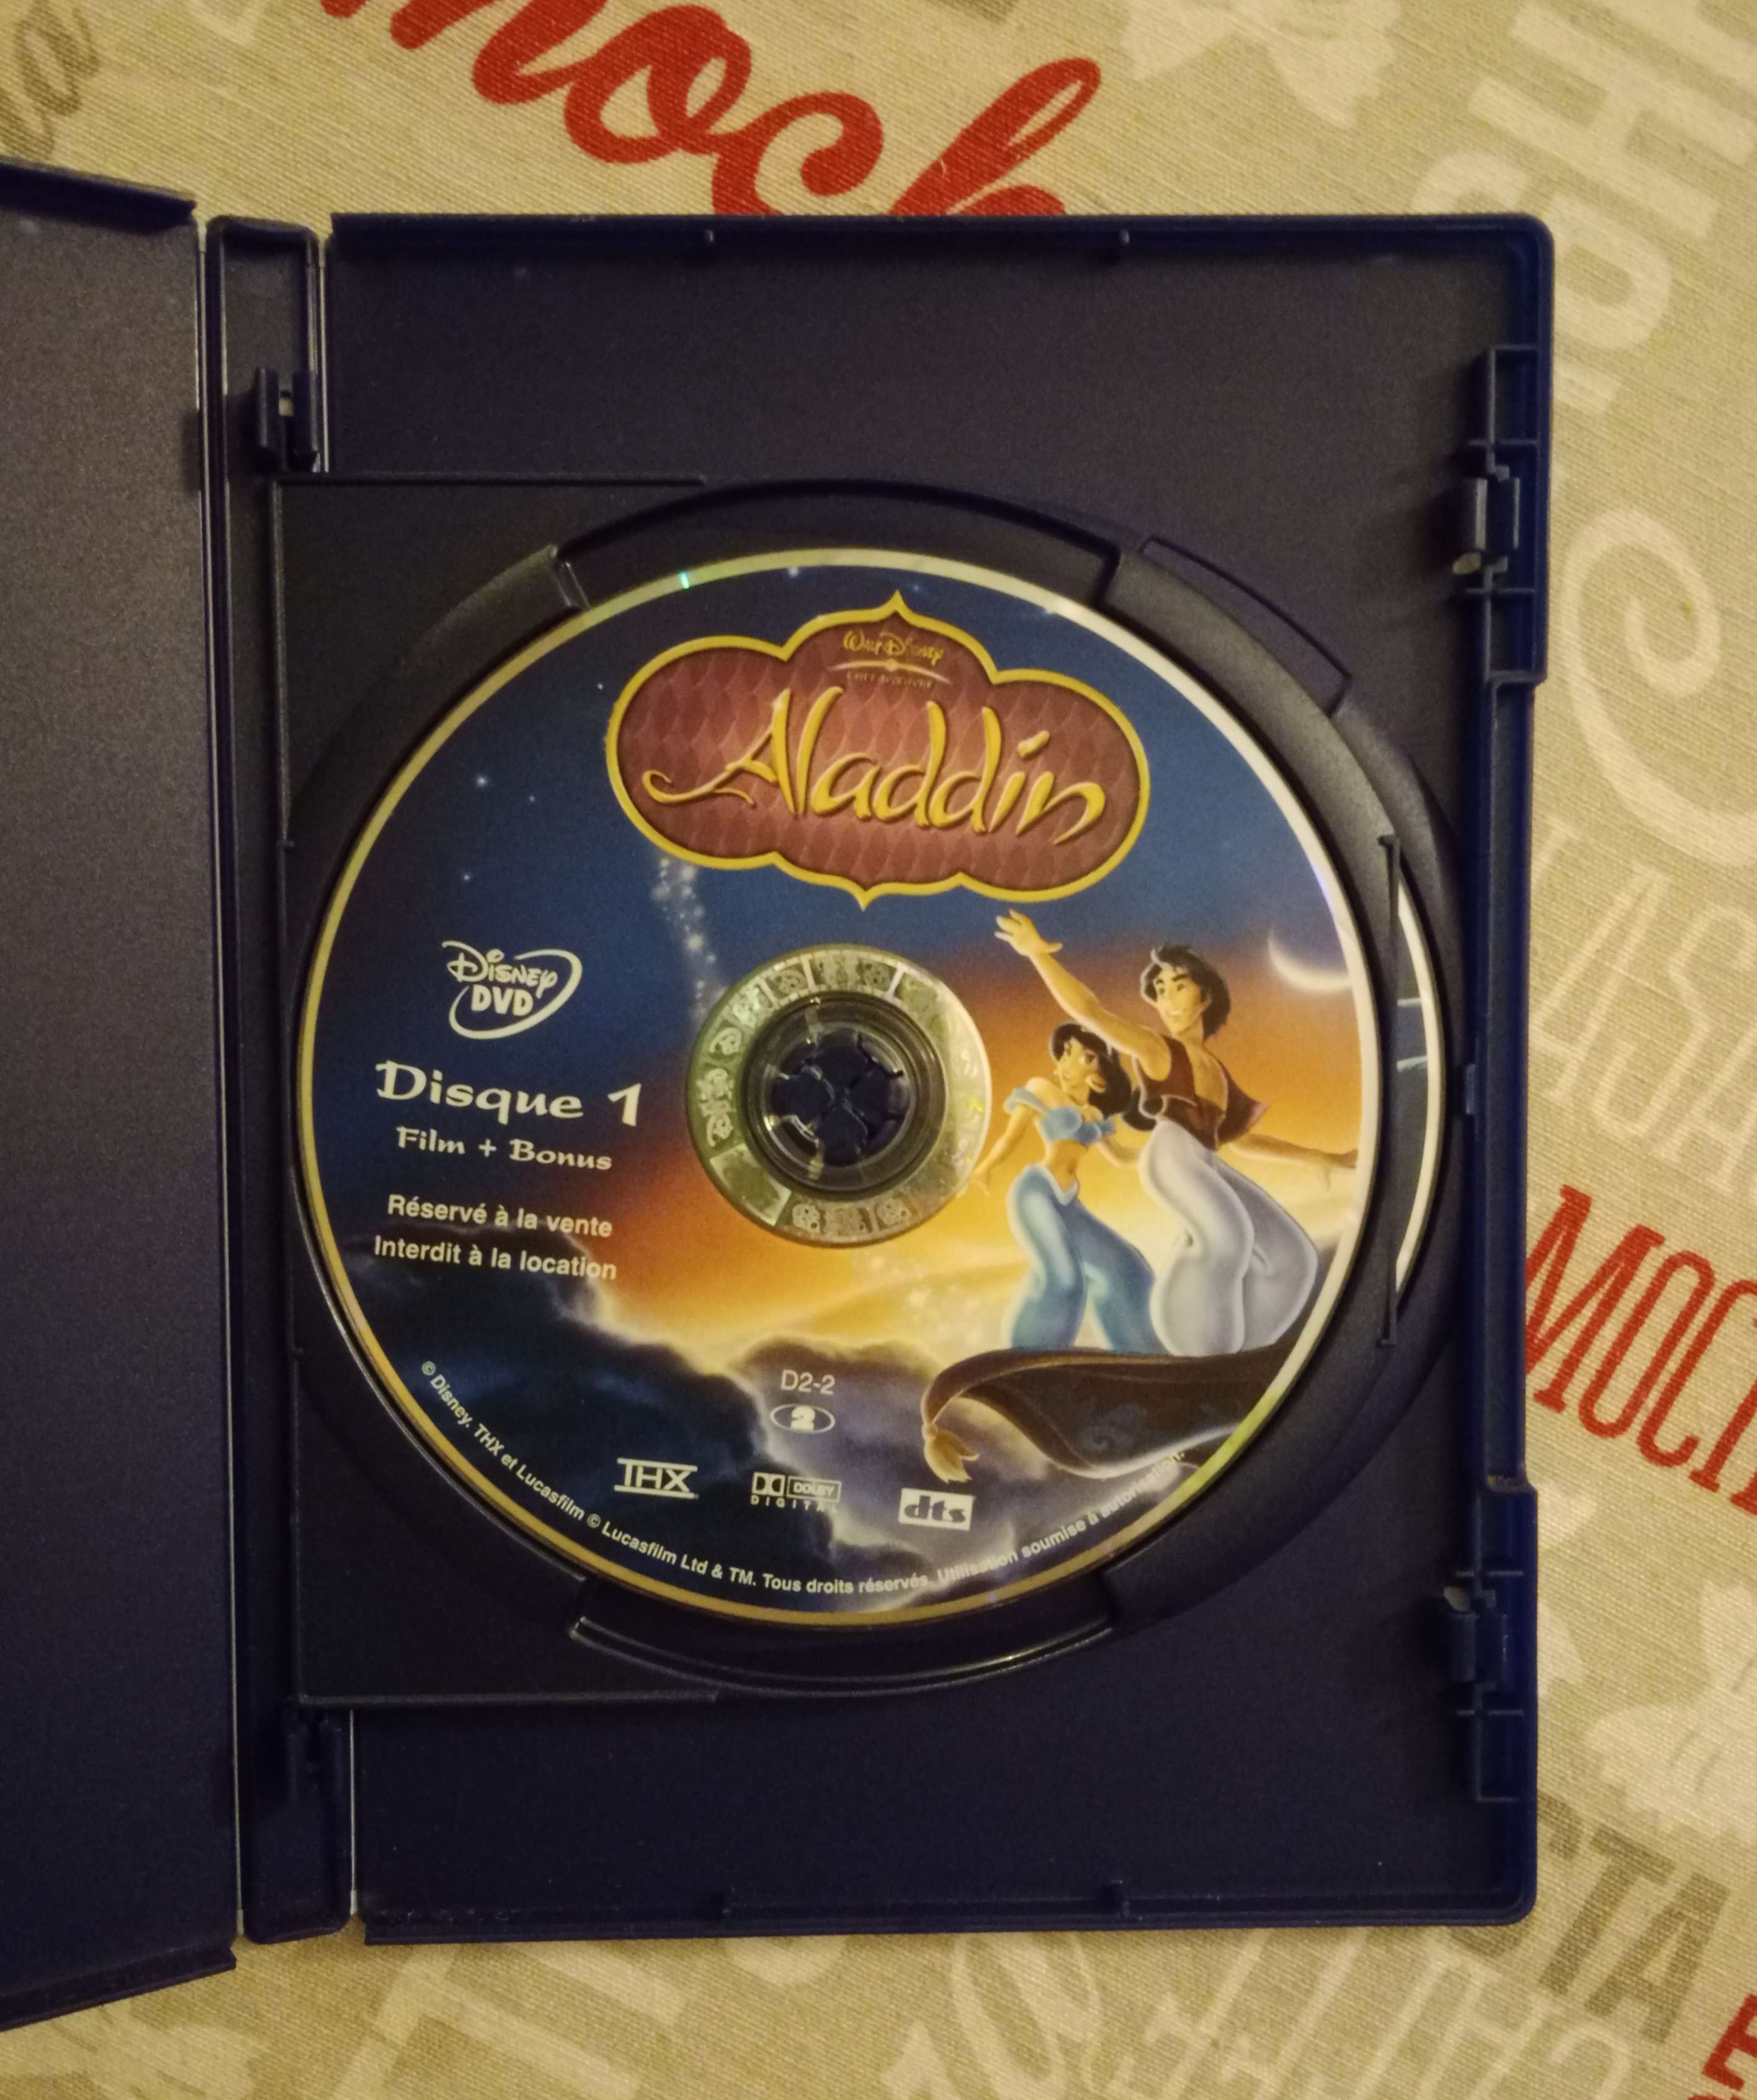 moch
WALT DISNEY
Aladdin
DISNEY
DVD
Disque 1
Film + Bonus
Réservé à la vente
Interdit à la location
D2-2
2
THX
DOLBY
DIGITAL
dts
© Disney. THX et Lucasfilm © Lucasfilm Ltd & TM. Tous droits réservés. Utilisation soumise à autorisation.